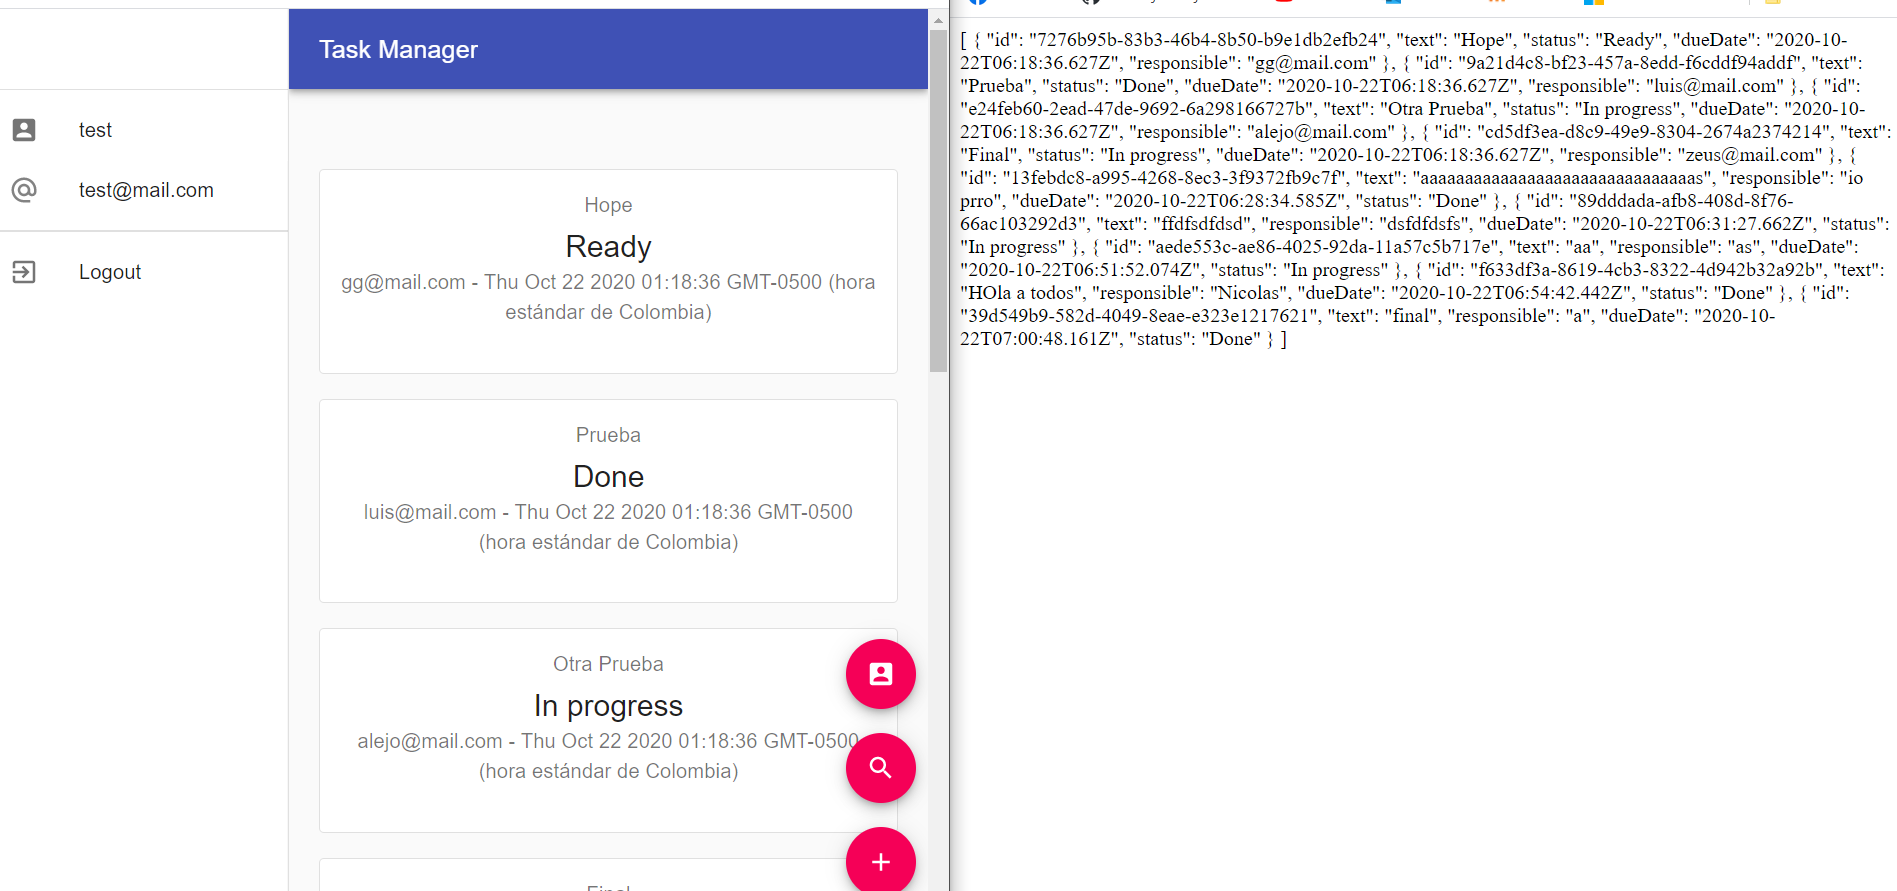 Task Manager
test
test@mail.com
Logout
Hope
Ready
gg@mail.com - Thu Oct 22 2020 01:18:36 GMT-0500 (hora
estándar de Colombia)
Prueba
Done
luis@mail.com - Thu Oct 22 2020 01:18:36 GMT-0500
(hora estándar de Colombia)
Otra Prueba
In progress
alejo@mail.com - Thu Oct 22 2020 01:18:36 GMT-0500
(hora estándar de Colombia)
Final
[ { "id": "7276b95b-83b3-46b4-8b50-b9e1db2efb24", "text": "Hope", "status": "Ready", "dueDate": "2020-10-
22T06:18:36.627Z", "responsible": "gg@mail.com" }, { "id": "9a21d4c8-bf23-457a-8edd-f6cddf94addf", "text":
"Prueba", "status": "Done", "dueDate": "2020-10-22T06:18:36.627Z", "responsible": "luis@mail.com" }, { "id":
"e24feb60-2ead-47de-9692-6a298166727b", "text": "Otra Prueba", "status": "In progress", "dueDate": "2020-10-
22T06:18:36.627Z", "responsible": "alejo@mail.com" }, { "id": "cd5df3ea-d8c9-49e9-8304-2674a2374214", "text":
"Final", "status": "In progress", "dueDate": "2020-10-22T06:18:36.627Z", "responsible": "zeus@mail.com" }, {
"id": "13febdc8-a995-4268-8ec3-3f9372fb9c7f", "text": "aaaaaaaaaaaaaaaaaaaaaaaaaaaaaaaas", "responsible": "io
prro", "dueDate": "2020-10-22T06:28:34.585Z", "status": "Done" }, { "id": "89dddada-afb8-408d-8f76-
66ac103292d3", "text": "ffdfsdfdsd", "responsible": "dsfdfdsfs", "dueDate": "2020-10-22T06:31:27.662Z", "status":
"In progress" }, { "id": "aede553c-ae86-4025-92da-11a57c5b717e", "text": "aa", "responsible": "as", "dueDate":
"2020-10-22T06:51:52.074Z", "status": "In progress" }, { "id": "f633df3a-8619-4cb3-8322-4d942b32a92b", "text":
"HOla a todos", "responsible": "Nicolas", "dueDate": "2020-10-22T06:54:42.442Z", "status": "Done" }, { "id":
"39d549b9-582d-4049-8eae-e323e1217621", "text": "final", "responsible": "a", "dueDate": "2020-10-
22T07:00:48.161Z", "status": "Done" } ]